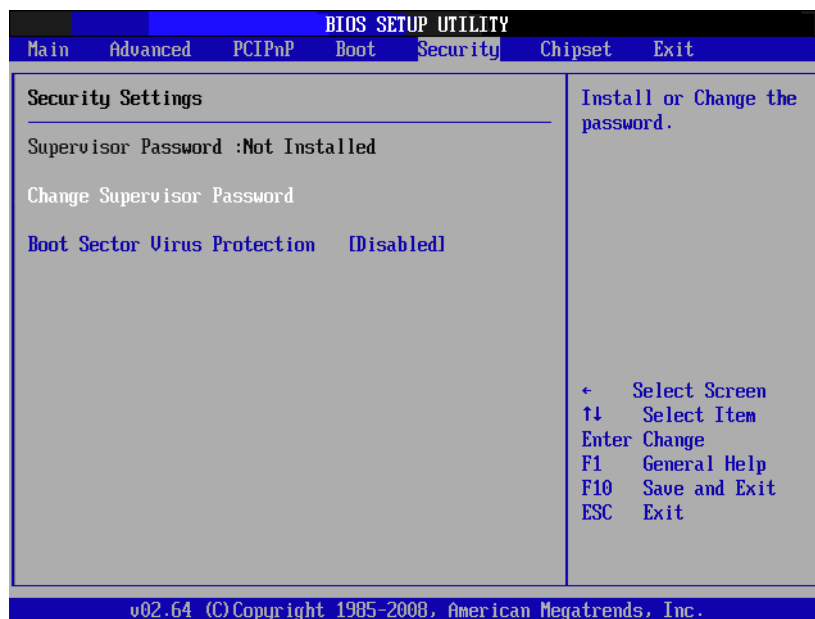 BIOS SETUP UTILITY
Main Advanced PCIPnP Boot Security Chipset Exit
Security Settings
Supervisor Password :Not Installed
Change Supervisor Password
Boot Sector Virus Protection [Disabled]
Install or Change the
password.
← Select Screen
↑↓ Select Item
Enter Change
F1 General Help
F10 Save and Exit
ESC Exit
v02.64 (C)Copyright 1985-2008, American Megatrends, Inc.